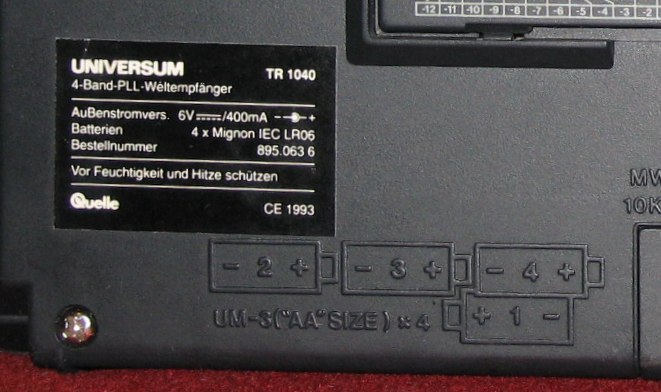 -12 -11 -10 -9 -8 -7 -6 -5 -4 -3 -2
UNIVERSUM TR 1040
4-Band-PLL-Weltempfänger
Außenstromvers. 6V /400mA - +
Batterien 4 x Mignon IEC LR06
Bestellnummer 895.063 6
Vor Feuchtigkeit und Hitze schützen
Quelle CE 1993
MW
10K
- 2 + - 3 + - 4 +
UM-3("AA"SIZE) x 4 + 1 -